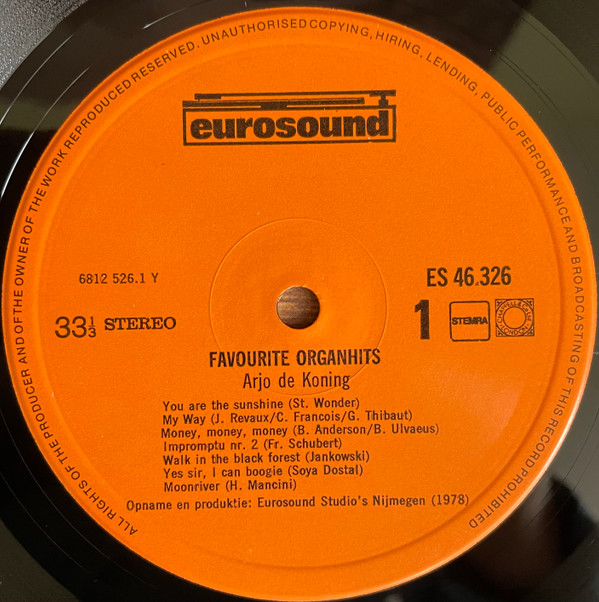 ALL RIGHTS OF THE PRODUCER AND OF THE OWNER OF THE WORK REPRODUCED RESERVED. UNAUTHORISED COPYING, HIRING, LENDING, PUBLIC PERFORMANCE AND BROADCASTING OF THIS RECORD PROHIBITED
eurosound
6812 526.1 Y
ES 46.326
33 1/3 STEREO
1
STEMRA
FAVOURITE ORGANHITS
Arjo de Koning
You are the sunshine (St. Wonder)
My Way (J. Revaux/C. Francois/G. Thibaut)
Money, money, money (B. Anderson/B. Ulvaeus)
Impromptu nr. 2 (Fr. Schubert)
Walk in the black forest (Jankowski)
Yes sir, I can boogie (Soya Dostal)
Moonriver (H. Mancini)
Opname en produktie: Eurosound Studio's Nijmegen (1978)